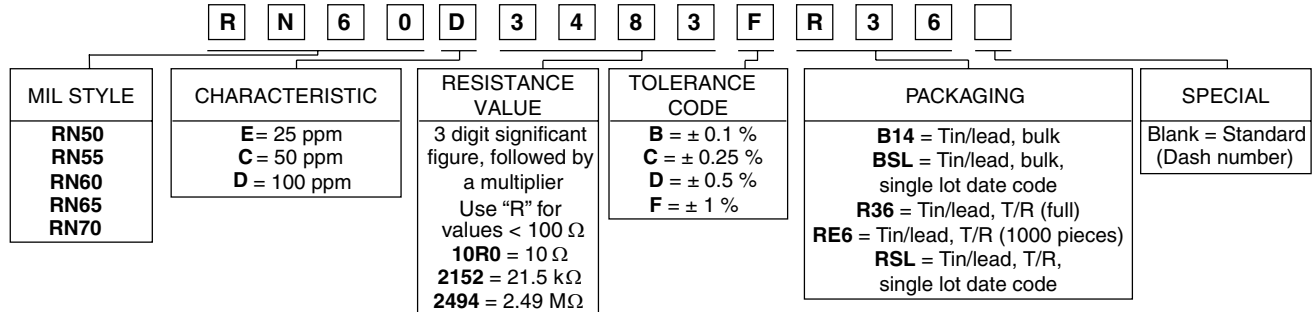 R N 6 0 D 3 4 8 3 F R 3 6
MIL STYLE
RN50
RN55
RN60
RN65
RN70
CHARACTERISTIC
E = 25 ppm
C = 50 ppm
D = 100 ppm
RESISTANCE
VALUE
3 digit significant
figure, followed by
a multiplier
Use “R” for
values < 100 Ω
10R0 = 10 Ω
2152 = 21.5 kΩ
2494 = 2.49 MΩ
TOLERANCE
CODE
B = ± 0.1 %
C = ± 0.25 %
D = ± 0.5 %
F = ± 1 %
PACKAGING
B14 = Tin/lead, bulk
BSL = Tin/lead, bulk,
single lot date code
R36 = Tin/lead, T/R (full)
RE6 = Tin/lead, T/R (1000 pieces)
RSL = Tin/lead, T/R,
single lot date code
SPECIAL
Blank = Standard
(Dash number)